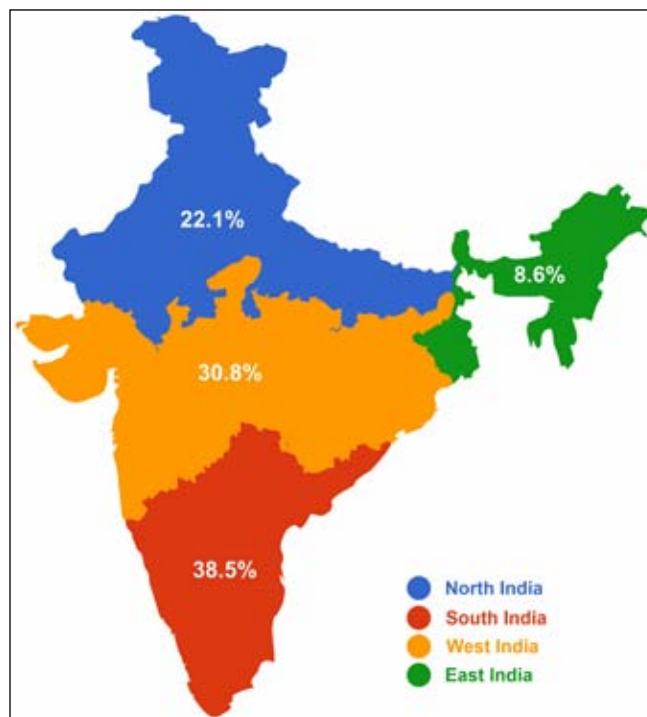 22.1%
8.6%
30.8%
38.5%
North India
South India
West India
East India